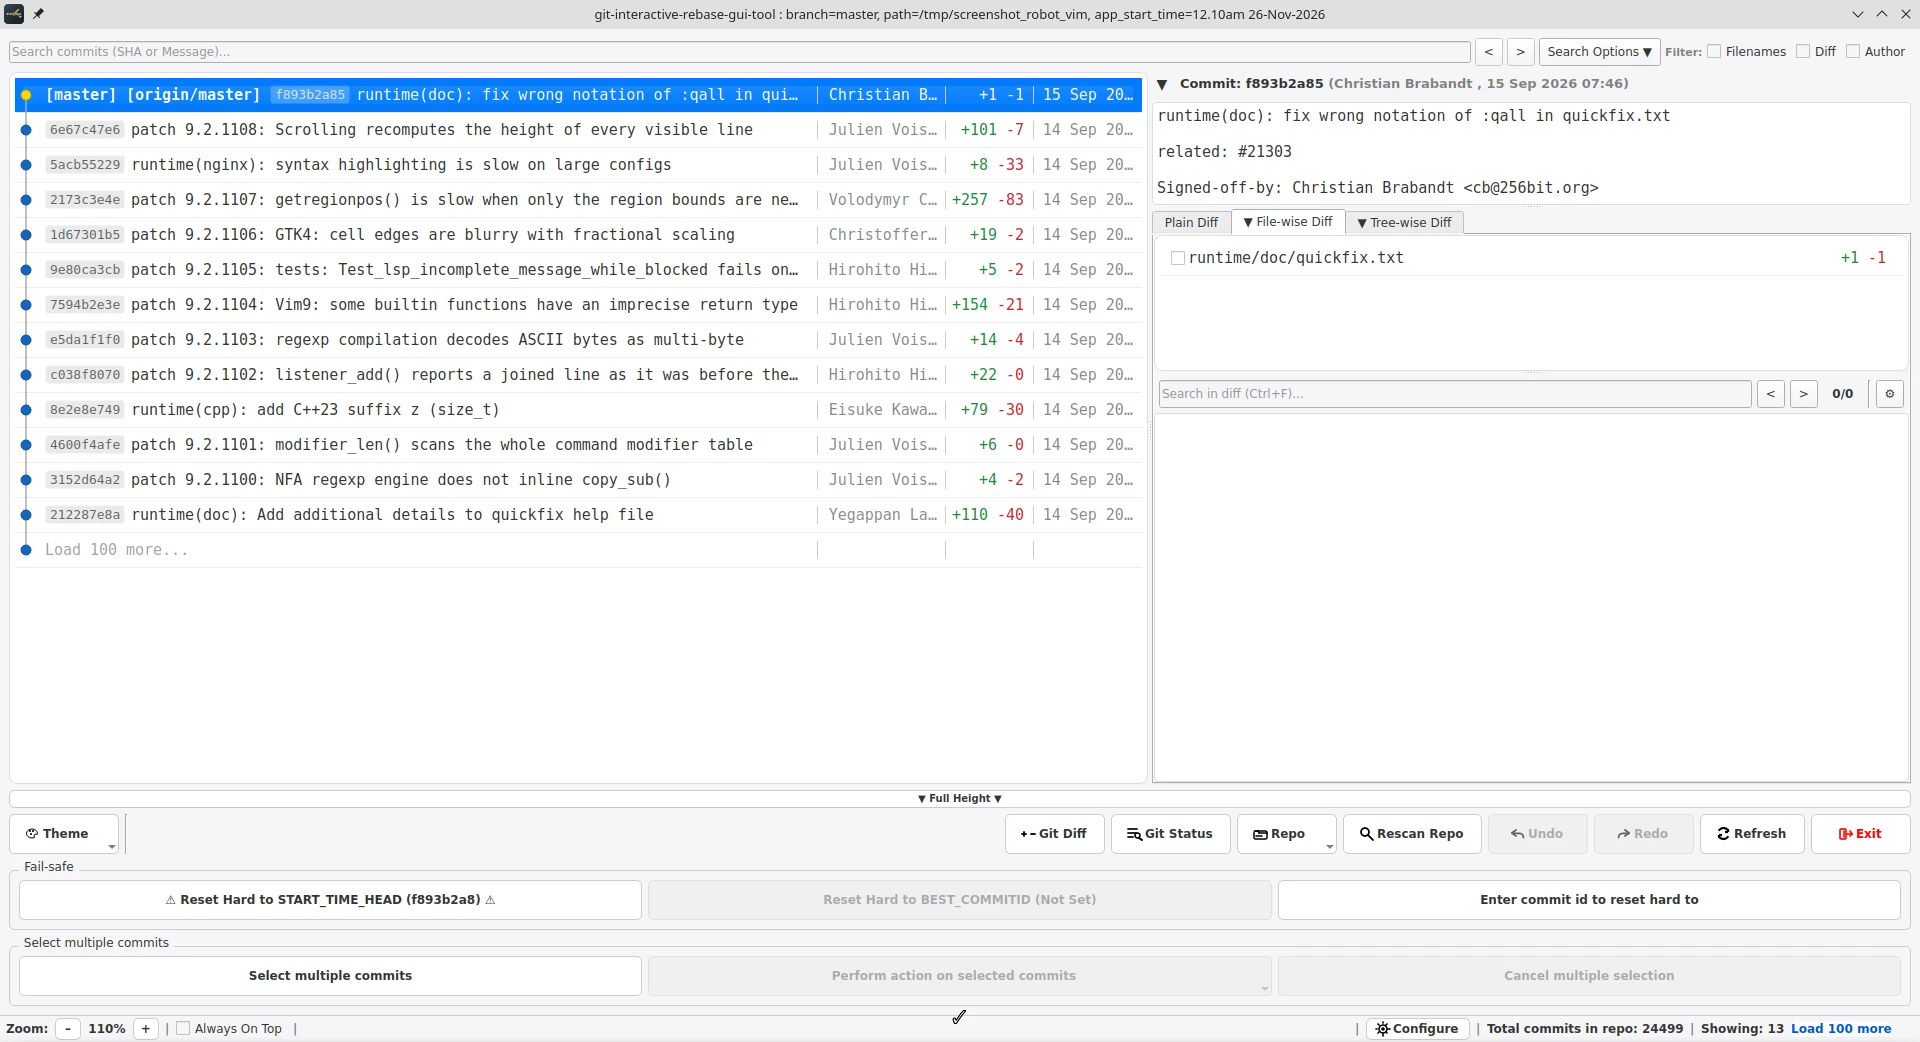 git-interactive-rebase-gui-tool : branch=master, path=/tmp/screenshot_robot_vim, app_start_time=12.10am 26-Nov-2026
Search commits (SHA or Message)...
< > Search Options ▼ Filter: Filenames Diff Author
[master] [origin/master] f893b2a85 runtime(doc): fix wrong notation of :qall in qui… Christian B… +1 -1 15 Sep 20…
6e67c47e6 patch 9.2.1108: Scrolling recomputes the height of every visible line Julien Vois… +101 -7 14 Sep 20…
5acb55229 runtime(nginx): syntax highlighting is slow on large configs Julien Vois… +8 -33 14 Sep 20…
2173c3e4e patch 9.2.1107: getregionpos() is slow when only the region bounds are ne… Volodymyr C… +257 -83 14 Sep 20…
1d67301b5 patch 9.2.1106: GTK4: cell edges are blurry with fractional scaling Christoffer… +19 -2 14 Sep 20…
9e80ca3cb patch 9.2.1105: tests: Test_lsp_incomplete_message_while_blocked fails on… Hirohito Hi… +5 -2 14 Sep 20…
7594b2e3e patch 9.2.1104: Vim9: some builtin functions have an imprecise return type Hirohito Hi… +154 -21 14 Sep 20…
e5da1f1f0 patch 9.2.1103: regexp compilation decodes ASCII bytes as multi-byte Julien Vois… +14 -4 14 Sep 20…
c038f8070 patch 9.2.1102: listener_add() reports a joined line as it was before the… Hirohito Hi… +22 -0 14 Sep 20…
8e2e8e749 runtime(cpp): add C++23 suffix z (size_t) Eisuke Kawa… +79 -30 14 Sep 20…
4600f4afe patch 9.2.1101: modifier_len() scans the whole command modifier table Julien Vois… +6 -0 14 Sep 20…
3152d64a2 patch 9.2.1100: NFA regexp engine does not inline copy_sub() Julien Vois… +4 -2 14 Sep 20…
212287e8a runtime(doc): Add additional details to quickfix help file Yegappan La… +110 -40 14 Sep 20…
Load 100 more...
▼ Commit: f893b2a85 (Christian Brabandt , 15 Sep 2026 07:46)
runtime(doc): fix wrong notation of :qall in quickfix.txt
related: #21303
Signed-off-by: Christian Brabandt <cb@256bit.org>
Plain Diff ▼ File-wise Diff ▼ Tree-wise Diff
runtime/doc/quickfix.txt +1 -1
Search in diff (Ctrl+F)... < > 0/0
▼ Full Height ▼
Theme Git Diff Git Status Repo Rescan Repo Undo Redo Refresh Exit
Fail-safe
⚠ Reset Hard to START_TIME_HEAD (f893b2a8) ⚠ Reset Hard to BEST_COMMITID (Not Set) Enter commit id to reset hard to
Select multiple commits
Select multiple commits Perform action on selected commits Cancel multiple selection
Zoom: - 110% + | Always On Top | | Configure | Total commits in repo: 24499 | Showing: 13 Load 100 more